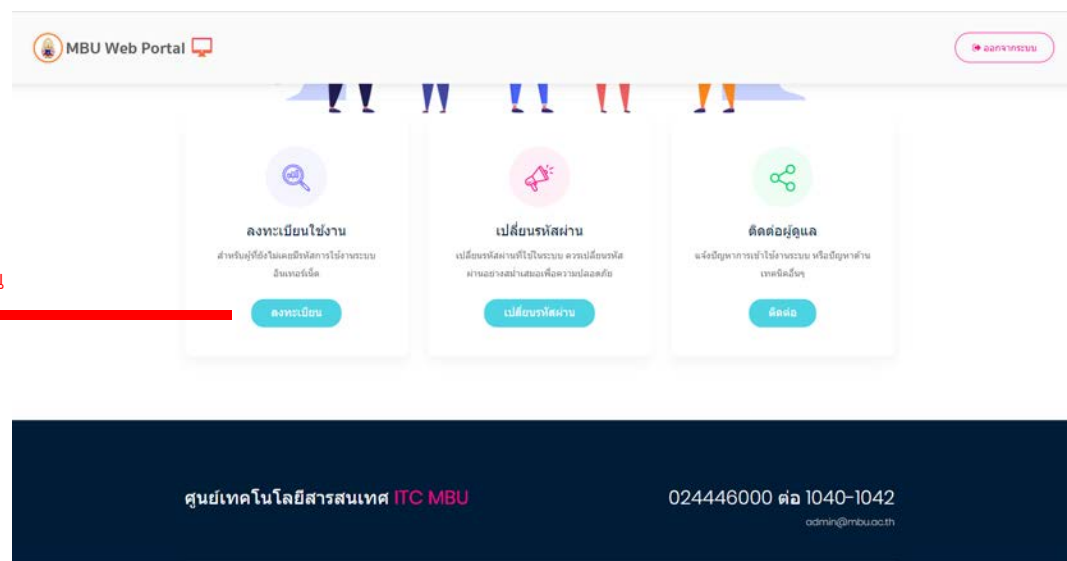 MBU Web Portal
ออกจากระบบ
ลงทะเบียนใช้งาน
สำหรับผู้ที่ยังไม่เคยมีรหัสการใช้งานระบบ
อินเทอร์เน็ต
ลงทะเบียน
เปลี่ยนรหัสผ่าน
เปลี่ยนรหัสผ่านที่ใช้ในระบบ ควรเปลี่ยนรหัส
ผ่านอย่างสม่ำเสมอเพื่อความปลอดภัย
เปลี่ยนรหัสผ่าน
ติดต่อผู้ดูแล
แจ้งปัญหาการเข้าใช้งานระบบ หรือปัญหาด้าน
เทคนิคอื่นๆ
ติดต่อ
ศูนย์เทคโนโลยีสารสนเทศ ITC MBU
024446000 ต่อ 1040-1042
admin@mbu.ac.th